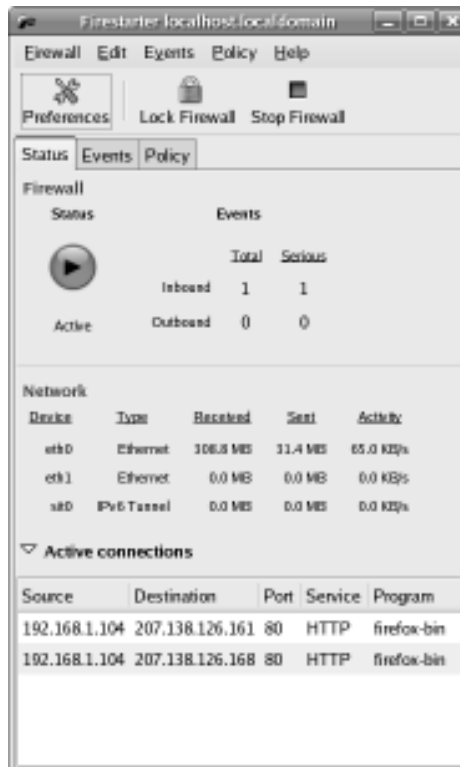 Firestarter localhost.localdomain
Firewall Edit Events Policy Help
Preferences Lock Firewall Stop Firewall
Status Events Policy
Firewall
Status Events
Total Serious
Inbound 1 1
Active Outbound 0 0
Network
Device Type Received Sent Activity
eth0 Ethernet MB 11.4 MB 65.0 KB/s
eth1 Ethernet 0.0 MB 0.0 MB 0.0 KB/s
sit0 IPv6 Tunnel 0.0 MB 0.0 MB 0.0 KB/s
Active connections
Source Destination Port Service Program
192.168.1.104 207.138.126.161 80 HTTP firefox-bin
192.168.1.104 207.138.126.168 80 HTTP firefox-bin